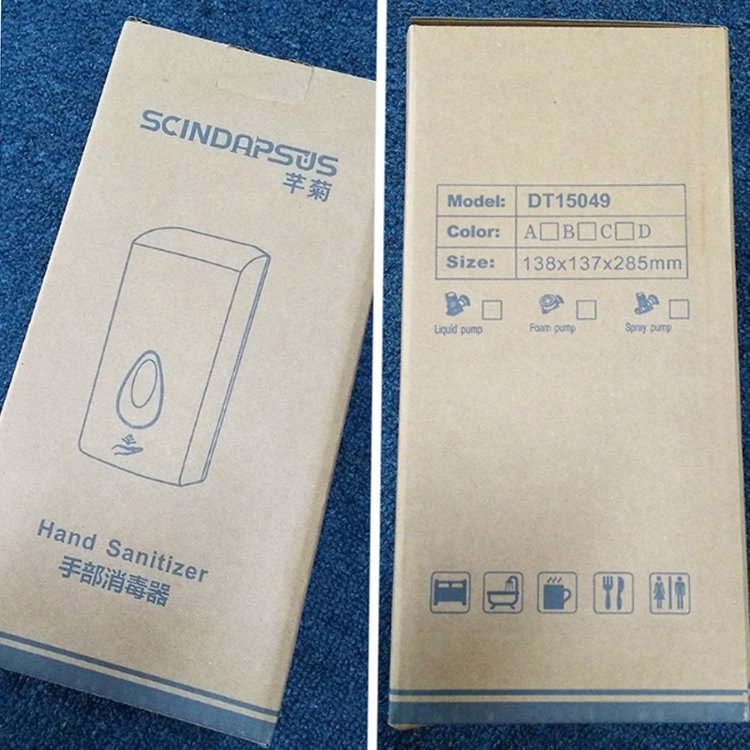 SCINDAPSUS
芊菊
Hand Sanitizer
手部消毒器
Model: DT15049
Color: A□B□C□D
Size: 138x137x285mm
Liquid pump □ Foam pump □ Spray pump □